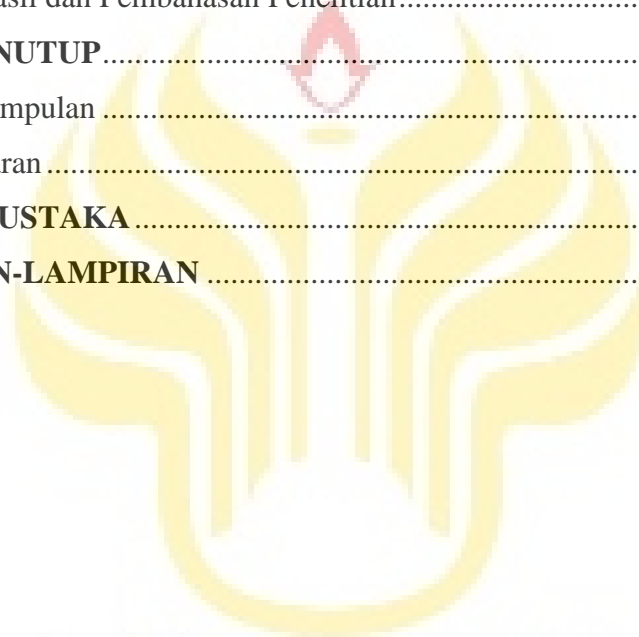 asil dan Pembahasan Penelitian.......................................
NUTUP....................................................................
mpulan ...................................................................
ran ..........................................................................
USTAKA ...............................................................
N-LAMPIRAN ......................................................